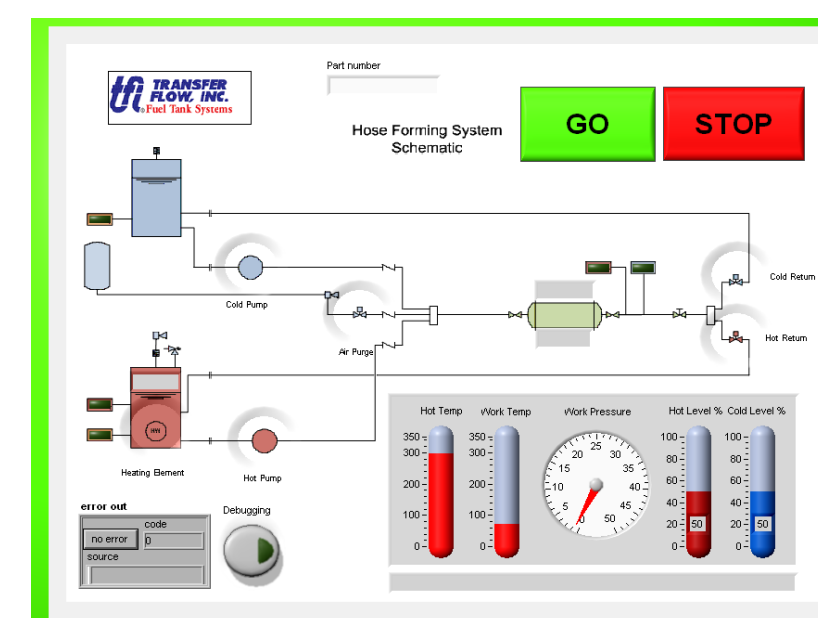 Part number
tfi TRANSFER
FLOW, INC.
Fuel Tank Systems
GO
STOP
Hose Forming System
Schematic
Cold Return
Cold Pump
Hot Return
Air Purge
Heating Element
Hot Pump
Hot Temp
Work Temp
Work Pressure
Hot Level %
Cold Level %
350
300
200
100
0
350
300
200
100
0
0
5
10
15
20
25
30
35
40
45
50
100
80
60
40
20
0
50
100
80
60
40
20
0
50
error out
code
no error
0
source
Debugging